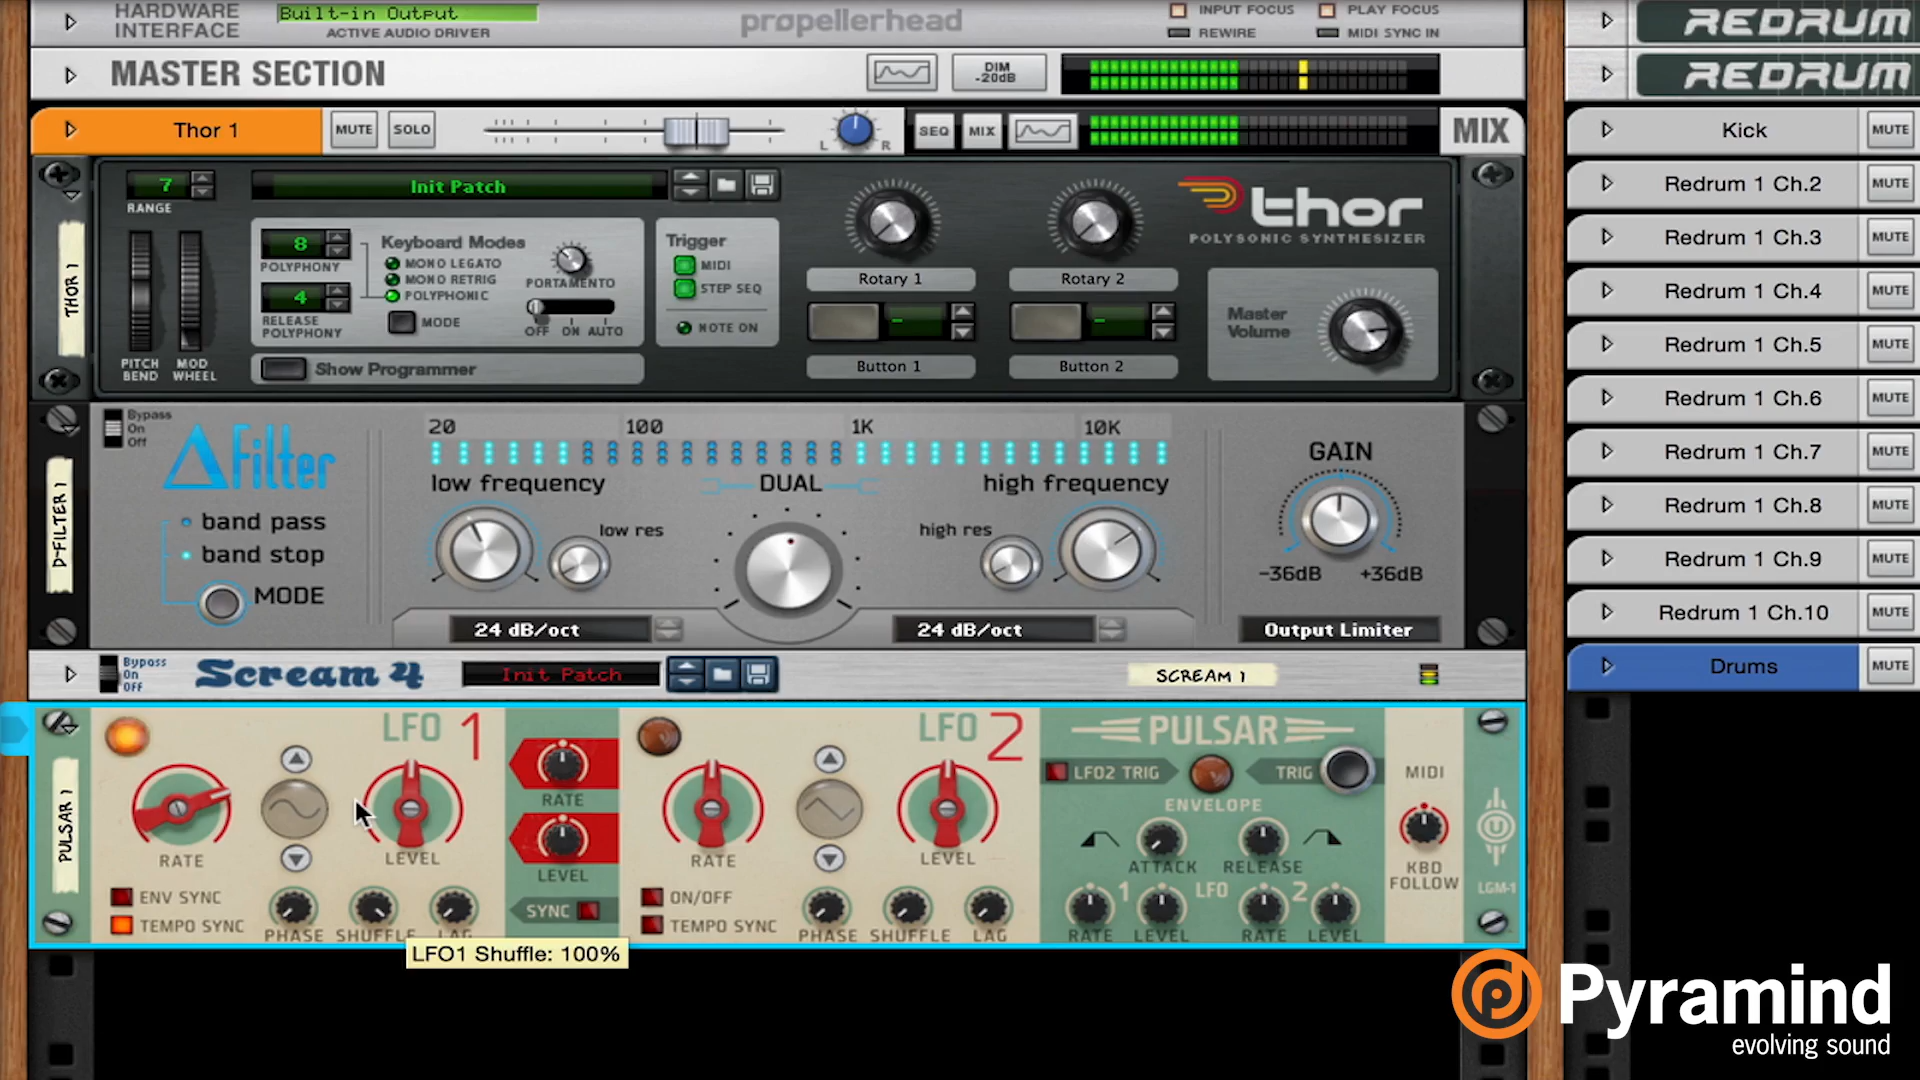 HARDWARE
INTERFACE
Built-in Output
ACTIVE AUDIO DRIVER
propellerhead
INPUT FOCUS
PLAY FOCUS
REWIRE
MIDI SYNC IN
REDRUM
MASTER SECTION
DIM
-20dB
REDRUM
Thor 1
MUTE
SOLO
L
R
SEQ
MIX
MIX
Kick
MUTE
7
RANGE
Init Patch
thor
POLYSONIC SYNTHESIZER
Redrum 1 Ch.2
MUTE
THOR 1
8
POLYPHONY
4
RELEASE
POLYPHONY
Keyboard Modes
MONO LEGATO
MONO RETRIG
POLYPHONIC
MODE
PORTAMENTO
OFF ON AUTO
Trigger
MIDI
STEP SEQ
NOTE ON
Rotary 1
Rotary 2
Button 1
Button 2
Master
Volume
PITCH
BEND
MOD
WHEEL
Show Programmer
Redrum 1 Ch.3
MUTE
Redrum 1 Ch.4
MUTE
Redrum 1 Ch.5
MUTE
Redrum 1 Ch.6
MUTE
Bypass
On
Off
ΔFilter
D-FILTER 1
band pass
band stop
MODE
20
100
1K
10K
low frequency
DUAL
high frequency
low res
high res
24 dB/oct
24 dB/oct
GAIN
-36dB
+36dB
Output Limiter
Redrum 1 Ch.7
MUTE
Redrum 1 Ch.8
MUTE
Redrum 1 Ch.9
MUTE
Redrum 1 Ch.10
MUTE
Bypass
On
Off
Scream 4
Init Patch
SCREAM 1
Drums
MUTE
PULSAR 1
LFO 1
RATE
LEVEL
ENV SYNC
TEMPO SYNC
PHASE
SHUFFLE
LAG
RATE
LEVEL
SYNC
LFO 2
RATE
LEVEL
ON/OFF
TEMPO SYNC
PHASE
SHUFFLE
LAG
PULSAR
LFO2 TRIG
TRIG
ENVELOPE
ATTACK
RELEASE
1 LFO 2
RATE
LEVEL
RATE
LEVEL
MIDI
KBD
FOLLOW
U
LGM-1
LFO1 Shuffle: 100%
Pyramind
evolving sound